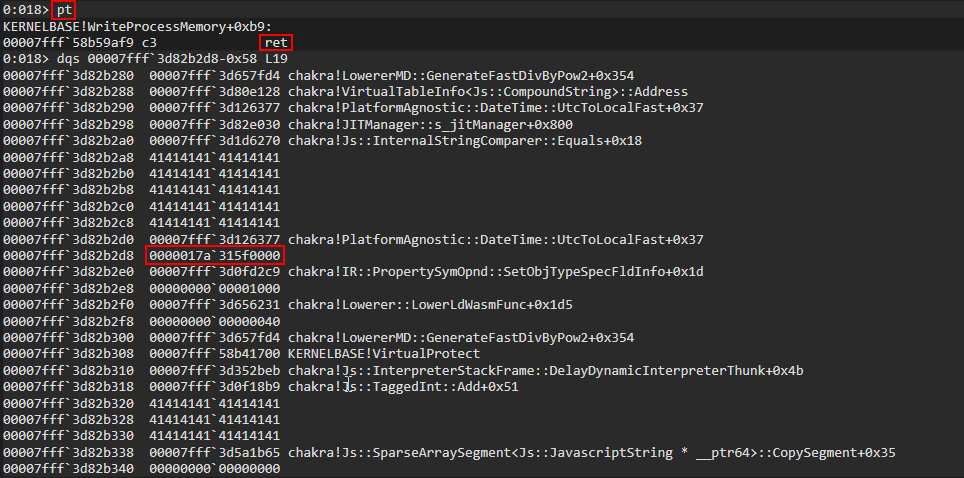 0:018> pt
KERNELBASE!WriteProcessMemory+0xb9:
00007fff`58b59af9 c3 ret
0:018> dqs 00007fff`3d82b2d8-0x58 L19
00007fff`3d82b280 00007fff`3d657fd4 chakra!LowererMD::GenerateFastDivByPow2+0x354
00007fff`3d82b288 00007fff`3d80e128 chakra!VirtualTableInfo<Js::CompoundString>::Address
00007fff`3d82b290 00007fff`3d126377 chakra!PlatformAgnostic::DateTime::UtcToLocalFast+0x37
00007fff`3d82b298 00007fff`3d82e030 chakra!JITManager::s_jitManager+0x800
00007fff`3d82b2a0 00007fff`3d1d6270 chakra!Js::InternalStringComparer::Equals+0x18
00007fff`3d82b2a8 41414141`41414141
00007fff`3d82b2b0 41414141`41414141
00007fff`3d82b2b8 41414141`41414141
00007fff`3d82b2c0 41414141`41414141
00007fff`3d82b2c8 41414141`41414141
00007fff`3d82b2d0 00007fff`3d126377 chakra!PlatformAgnostic::DateTime::UtcToLocalFast+0x37
00007fff`3d82b2d8 0000017a`315f0000
00007fff`3d82b2e0 00007fff`3d0fd2c9 chakra!IR::PropertySymOpnd::SetObjTypeSpecFldInfo+0x1d
00007fff`3d82b2e8 00000000`00001000
00007fff`3d82b2f0 00007fff`3d656231 chakra!Lowerer::LowerLdWasmFunc+0x1d5
00007fff`3d82b2f8 00000000`00000040
00007fff`3d82b300 00007fff`3d657fd4 chakra!LowererMD::GenerateFastDivByPow2+0x354
00007fff`3d82b308 00007fff`58b41700 KERNELBASE!VirtualProtect
00007fff`3d82b310 00007fff`3d352beb chakra!Js::InterpreterStackFrame::DelayDynamicInterpreterThunk+0x4b
00007fff`3d82b318 00007fff`3d0f18b9 chakra!Js::TaggedInt::Add+0x51
00007fff`3d82b320 41414141`41414141
00007fff`3d82b328 41414141`41414141
00007fff`3d82b330 41414141`41414141
00007fff`3d82b338 00007fff`3d5a1b65 chakra!Js::SparseArraySegment<Js::JavascriptString * __ptr64>::CopySegment+0x35
00007fff`3d82b340 00000000`00000000